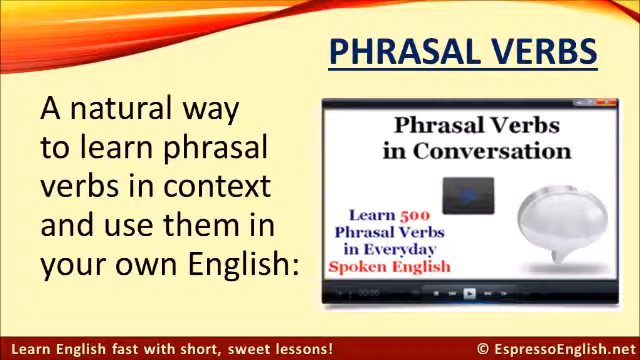 PHRASAL VERBS
A natural way
to learn phrasal
verbs in context
and use them in
your own English:
Phrasal Verbs
in Conversation
Learn 500
Phrasal Verbs
in Everyday
Spoken English
00:00
Learn English fast with short, sweet lessons!
© EspressoEnglish.net